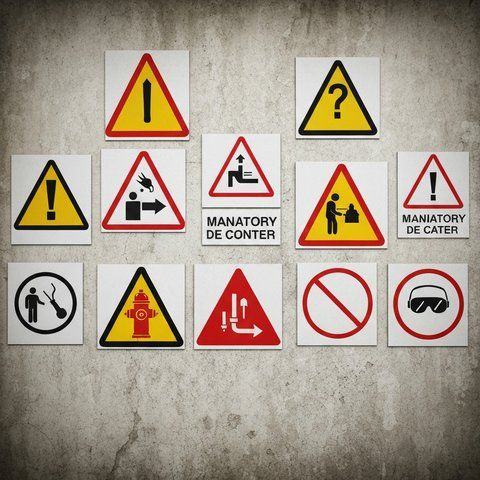 ?
!
MANATORY
DE CONTER
!
MANIATORY
DE CATER